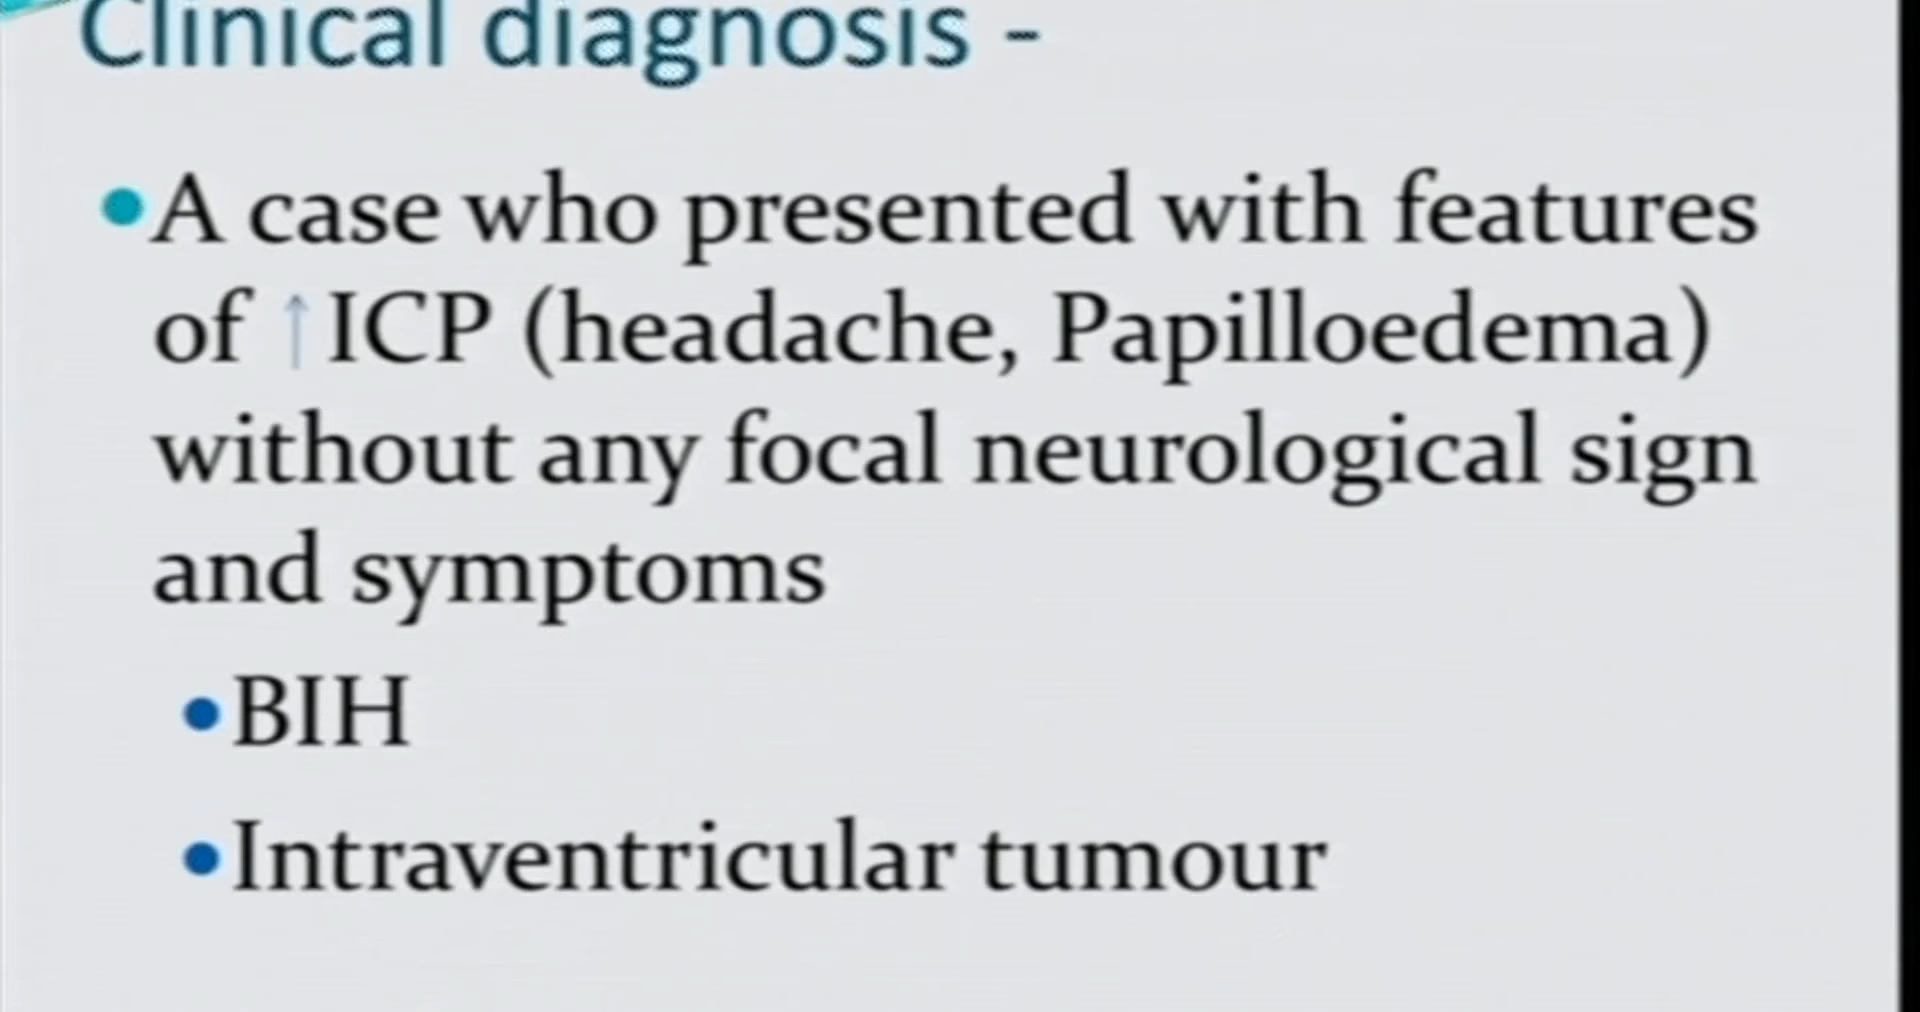 Clinical diagnosis -
• A case who presented with features
of ↑ ICP (headache, Papilloedema)
without any focal neurological sign
and symptoms
• BIH
• Intraventricular tumour